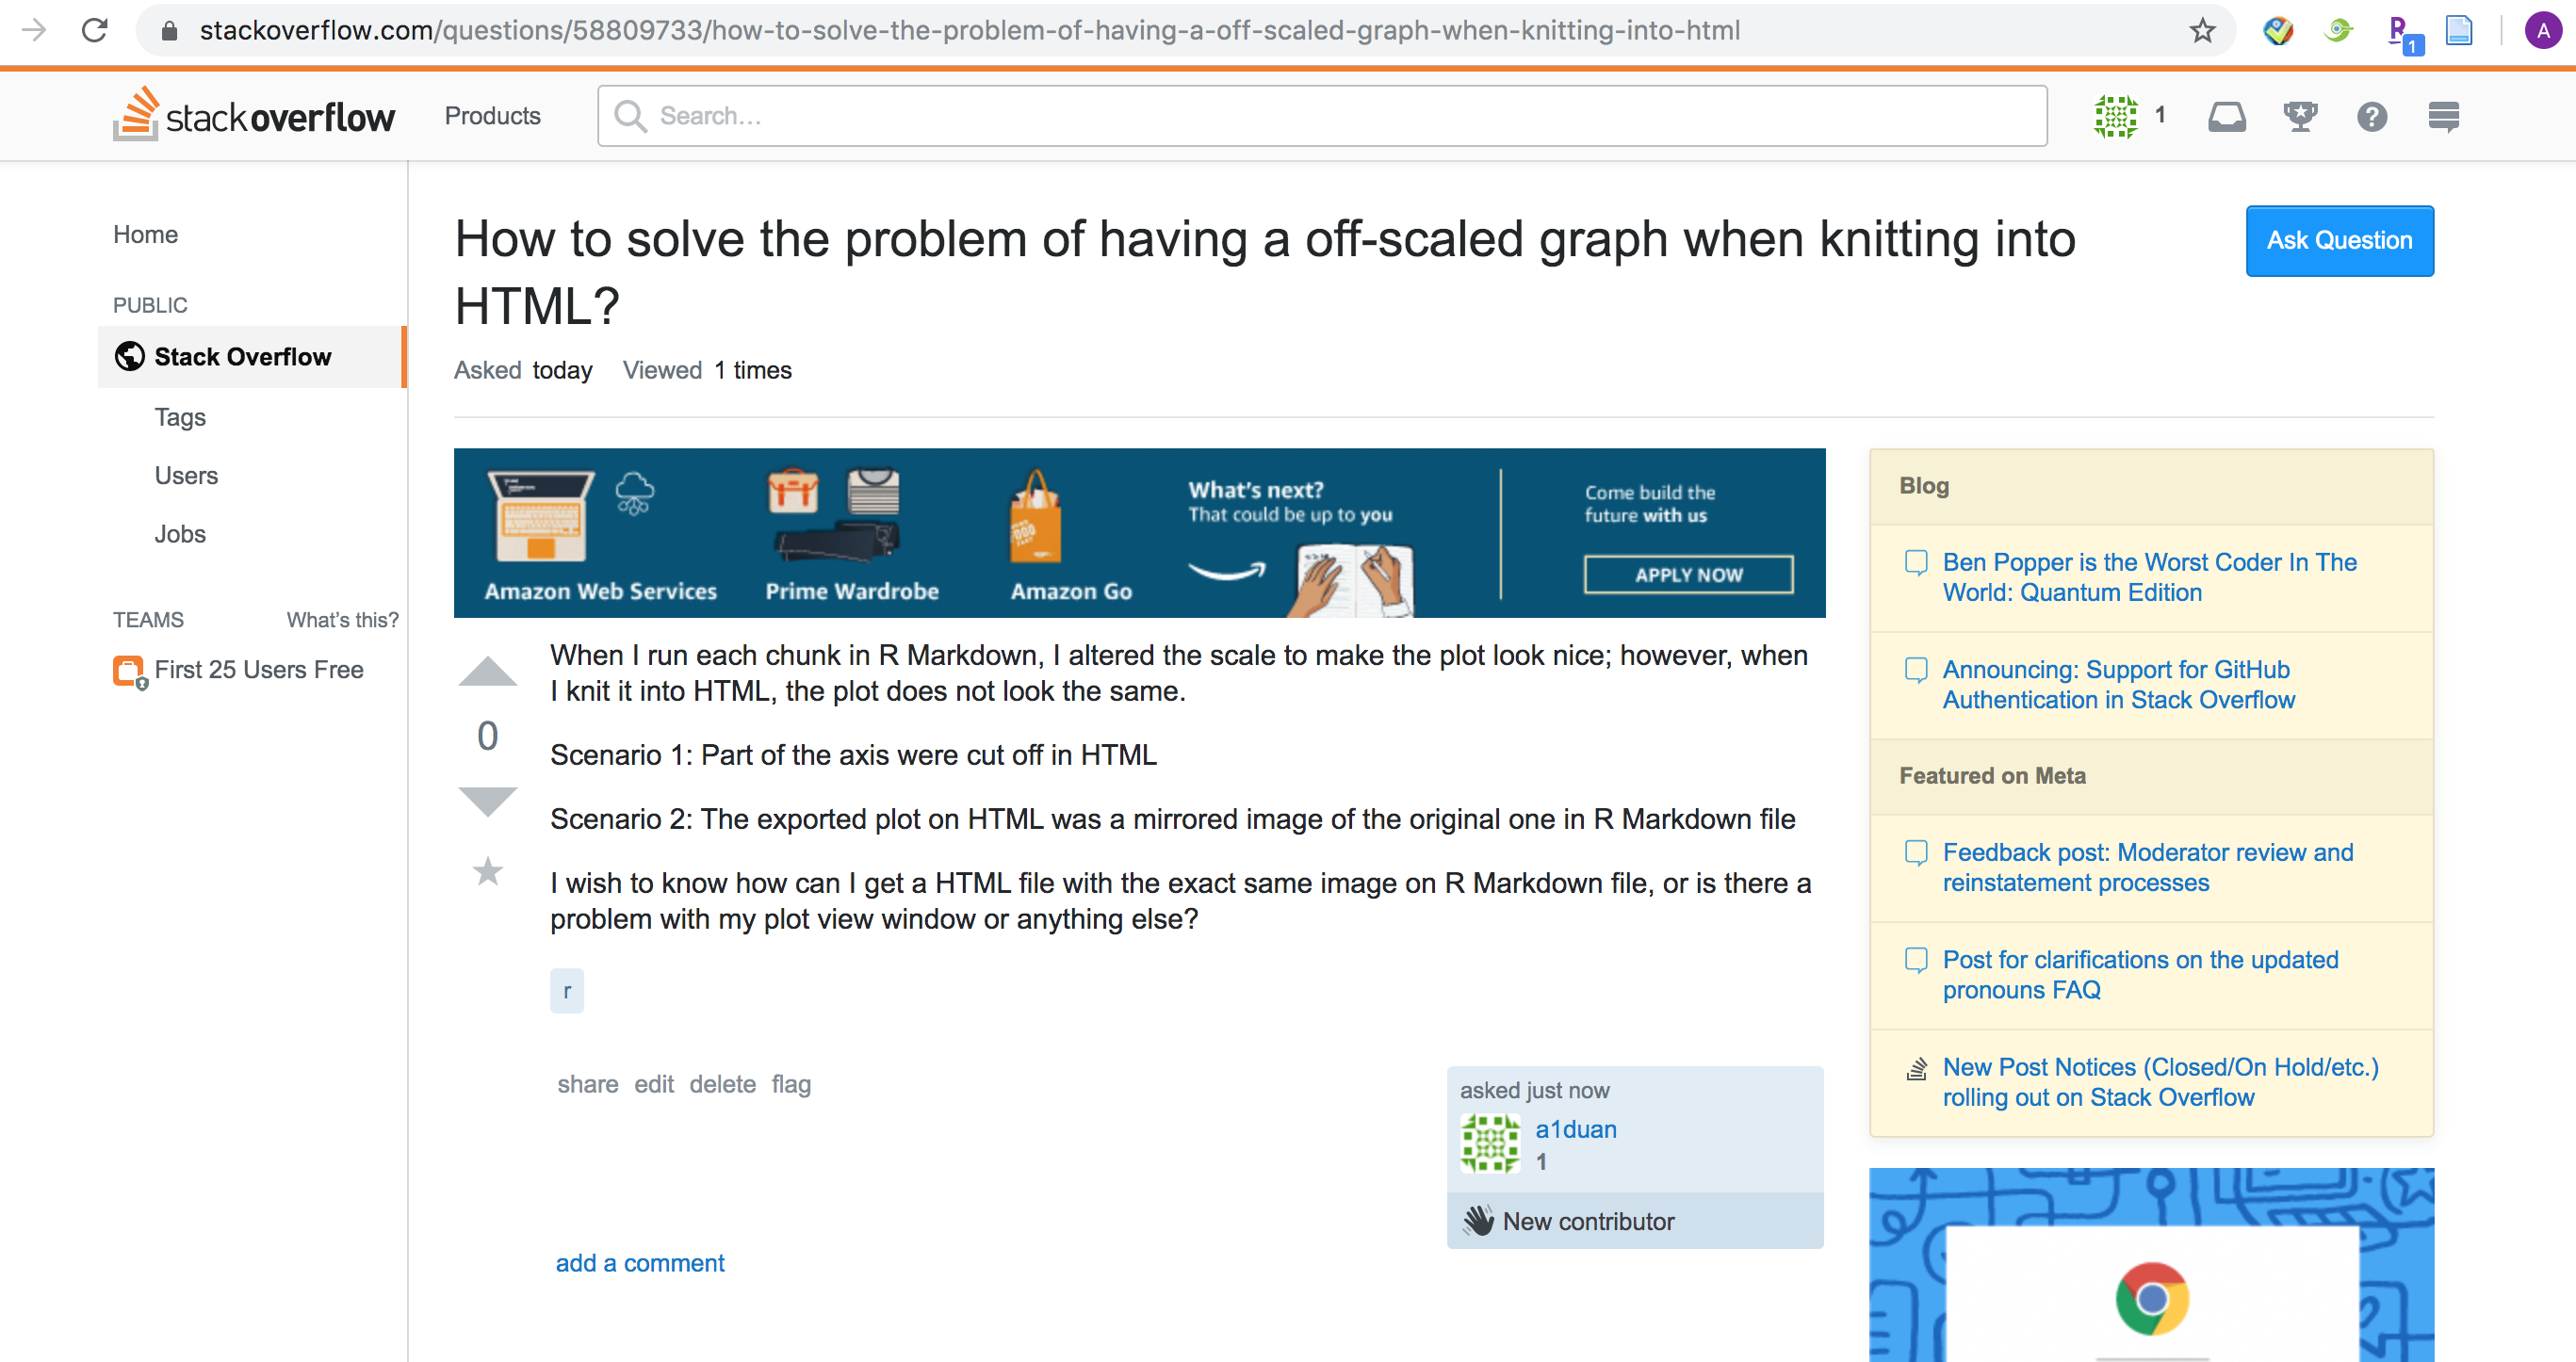 stackoverflow.com/questions/58809733/how-to-solve-the-problem-of-having-a-off-scaled-graph-when-knitting-into-html
1
A
stackoverflow
Products
Search…
1
Home
PUBLIC
Stack Overflow
Tags
Users
Jobs
TEAMS
What's this?
First 25 Users Free
How to solve the problem of having a off-scaled graph when knitting into
HTML?
Ask Question
Asked today Viewed 1 times
Amazon Web Services
Prime Wardrobe
Amazon Go
What's next?
That could be up to you
Come build the
future with us
APPLY NOW
When I run each chunk in R Markdown, I altered the scale to make the plot look nice; however, when
I knit it into HTML, the plot does not look the same.
0
Scenario 1: Part of the axis were cut off in HTML
Scenario 2: The exported plot on HTML was a mirrored image of the original one in R Markdown file
I wish to know how can I get a HTML file with the exact same image on R Markdown file, or is there a
problem with my plot view window or anything else?
r
share edit delete flag
asked just now
a1duan
1
New contributor
add a comment
Blog
Ben Popper is the Worst Coder In The
World: Quantum Edition
Announcing: Support for GitHub
Authentication in Stack Overflow
Featured on Meta
Feedback post: Moderator review and
reinstatement processes
Post for clarifications on the updated
pronouns FAQ
New Post Notices (Closed/On Hold/etc.)
rolling out on Stack Overflow